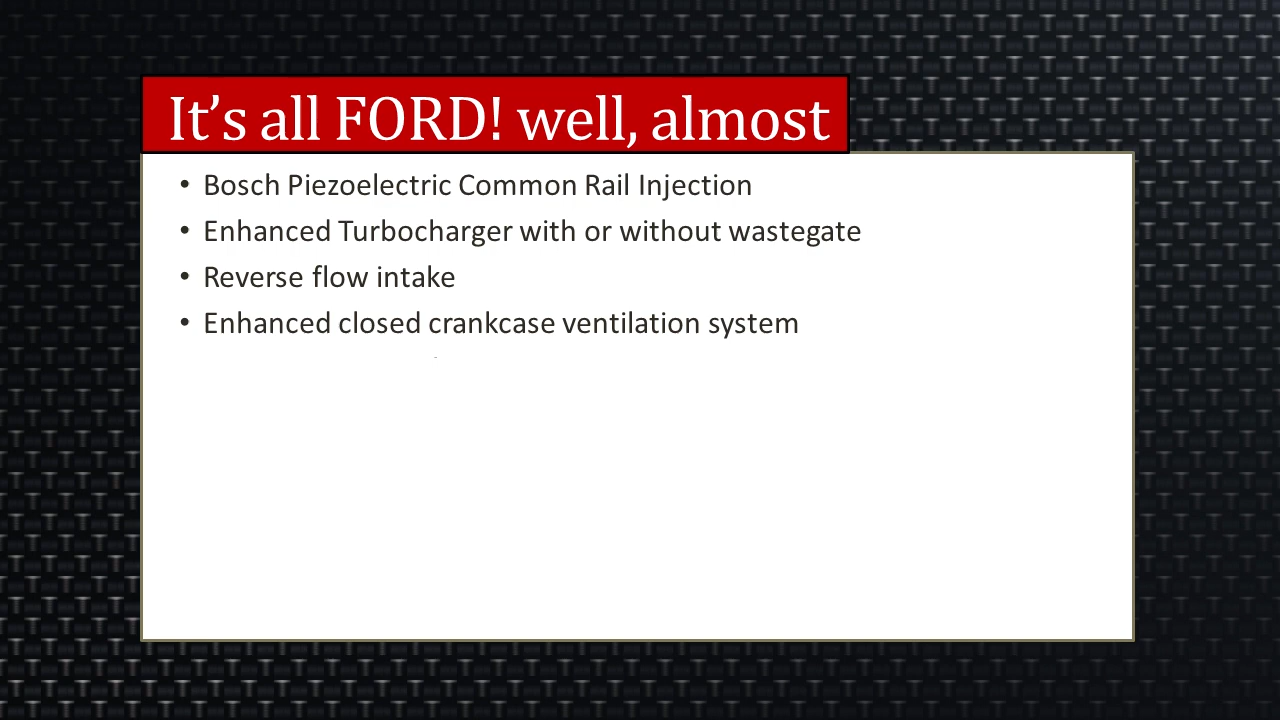 It’s all FORD! well, almost
• Bosch Piezoelectric Common Rail Injection
• Enhanced Turbocharger with or without wastegate
• Reverse flow intake
• Enhanced closed crankcase ventilation system